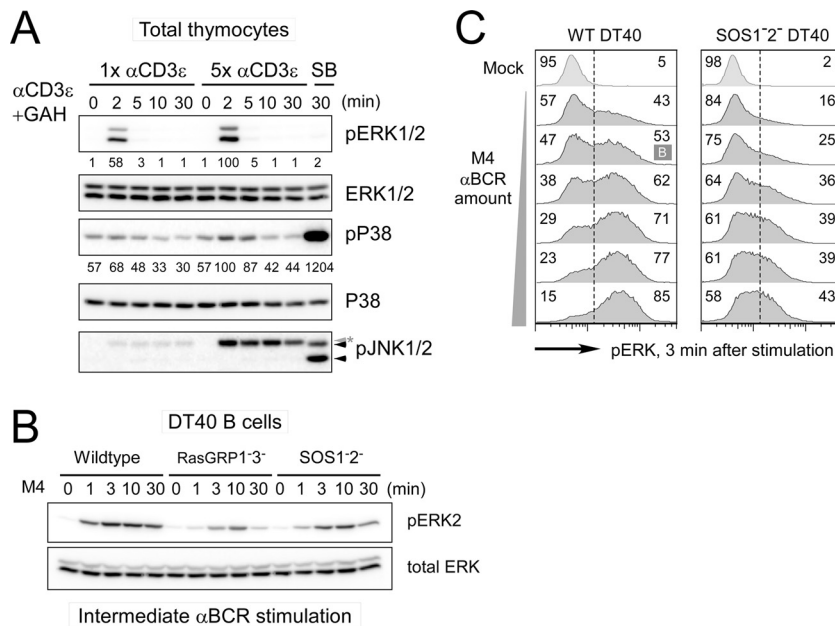 A
Total thymocytes
1x αCD3ε 5x αCD3ε SB
αCD3ε
+GAH
0 2 5 10 30 0 2 5 10 30 30 (min)
pERK1/2
1 58 3 1 1 1 100 5 1 1 2
ERK1/2
pP38
57 68 48 33 30 57 100 87 42 44 1204
P38
*
pJNK1/2
B
DT40 B cells
Wildtype RasGRP1⁻3⁻ SOS1⁻2⁻
M4 0 1 3 10 30 0 1 3 10 30 0 1 3 10 30 (min)
pERK2
total ERK
Intermediate αBCR stimulation
C
WT DT40 SOS1⁻2⁻ DT40
Mock 95 5 98 2
57 43 84 16
47 53 75 25
B
M4
αBCR
amount
38 62 64 36
29 71 61 39
23 77 61 39
15 85 58 43
pERK, 3 min after stimulation